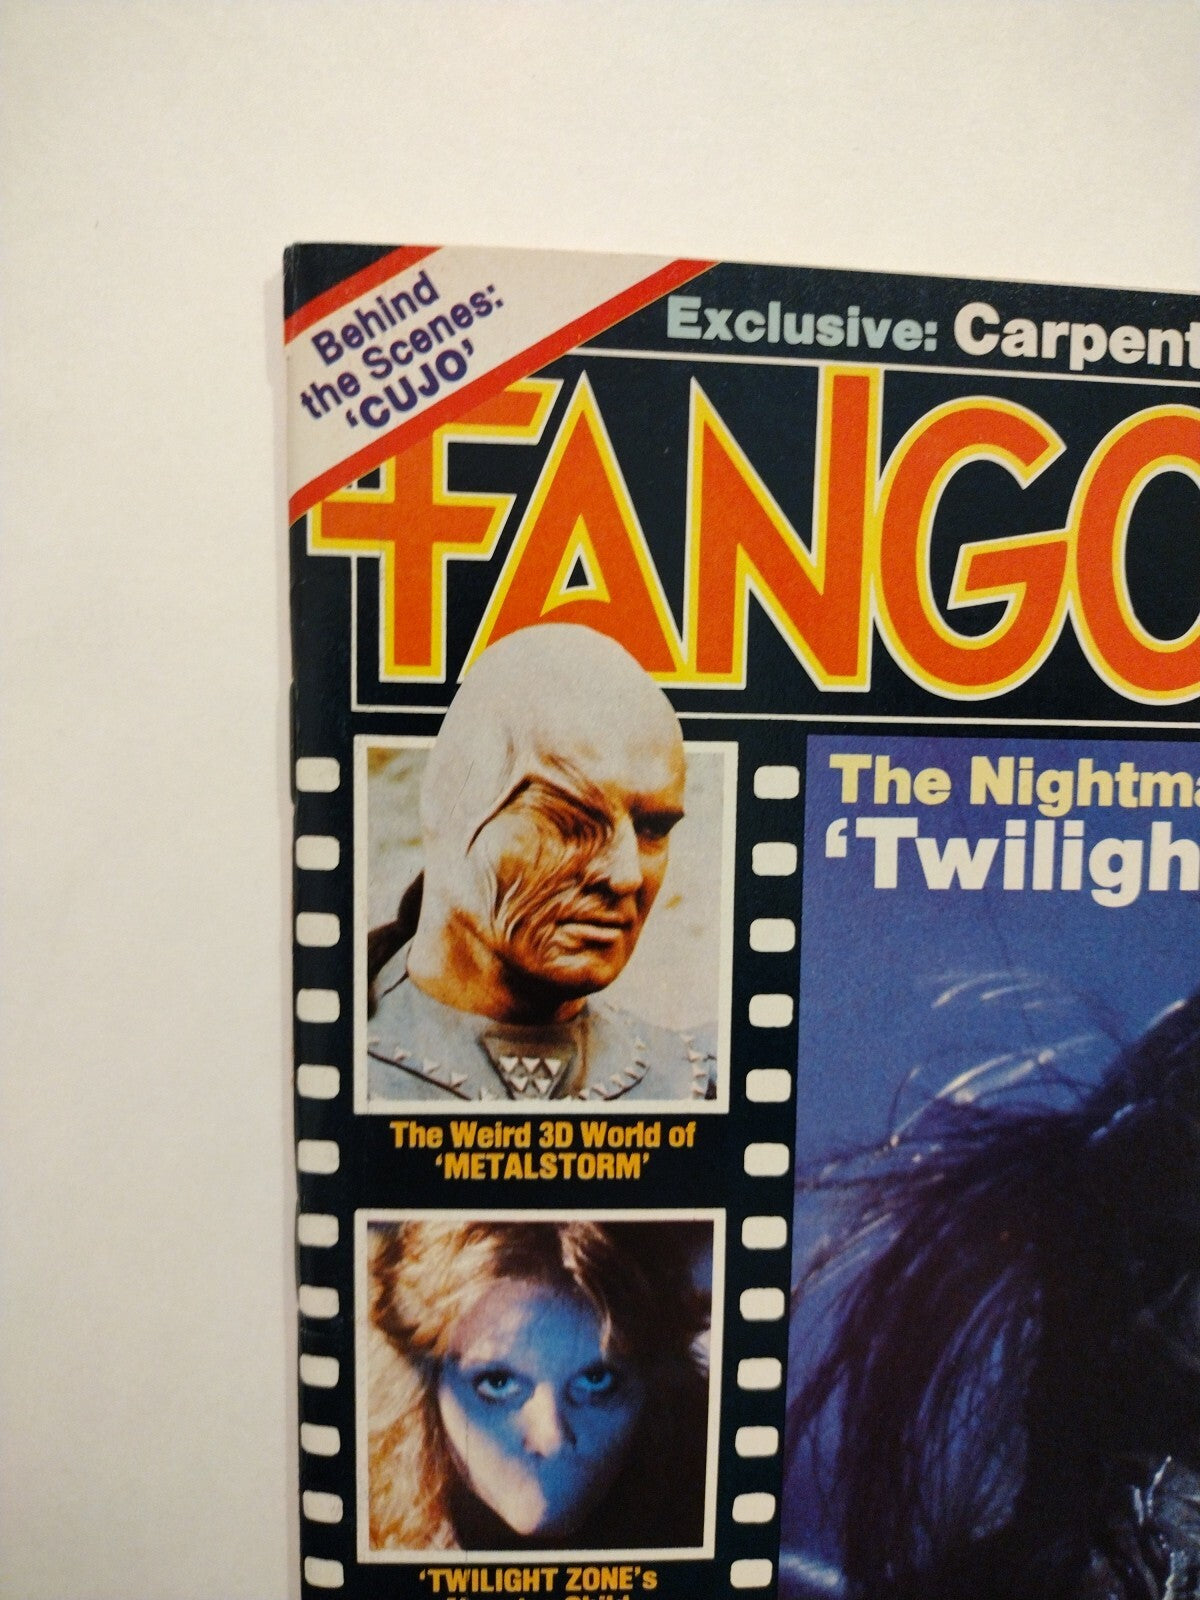 Behind
the Scenes:
'CUJO'
Exclusive: Carpent
FANGO
The Nightma
'Twiligh
The Weird 3D World of
'METALSTORM'
'TWILIGHT ZONE's